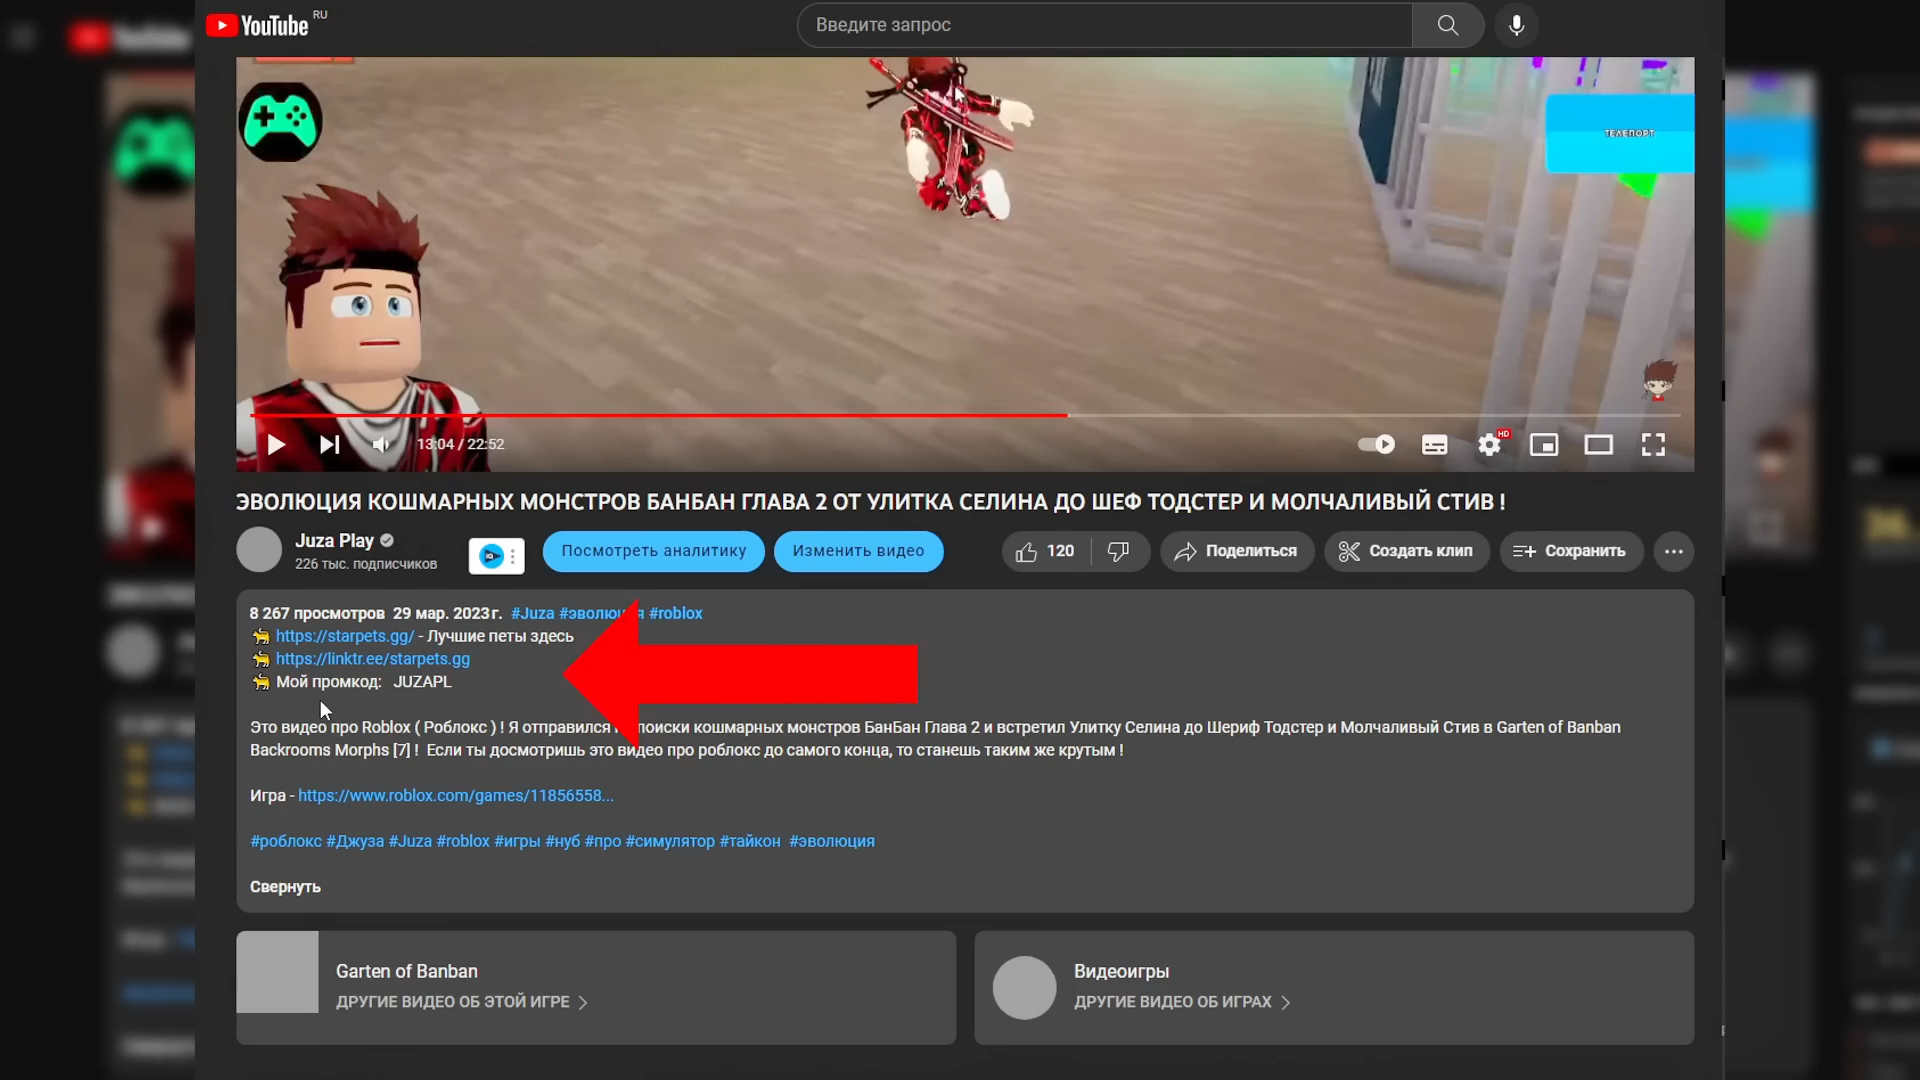 YouTube RU
Введите запрос
ТЕЛЕПОРТ
13:04 / 22:52
HD
ЭВОЛЮЦИЯ КОШМАРНЫХ МОНСТРОВ БАНБАН ГЛАВА 2 ОТ УЛИТКА СЕЛИНА ДО ШЕФ ТОДСТЕР И МОЛЧАЛИВЫЙ СТИВ !
Juza Play
226 тыс. подписчиков
Посмотреть аналитику
Изменить видео
120
Поделиться
Создать клип
Сохранить
8 267 просмотров 29 мар. 2023 г. #Juza #эволюция #roblox
https://starpets.gg/ - Лучшие петы здесь
https://linktr.ee/starpets.gg
Мой промкод: JUZAPL
Это видео про Roblox ( Роблокс ) ! Я отправился поиски кошмарных монстров БанБан Глава 2 и встретил Улитку Селина до Шериф Тодстер и Молчаливый Стив в Garten of Banban
Backrooms Morphs [7] ! Если ты досмотришь это видео про роблокс до самого конца, то станешь таким же крутым !
Игра - https://www.roblox.com/games/11856558...
#роблокс #Джуза #Juza #roblox #игры #нуб #про #симулятор #тайкон #эволюция
Свернуть
Garten of Banban
ДРУГИЕ ВИДЕО ОБ ЭТОЙ ИГРЕ
Видеоигры
ДРУГИЕ ВИДЕО ОБ ИГРАХ